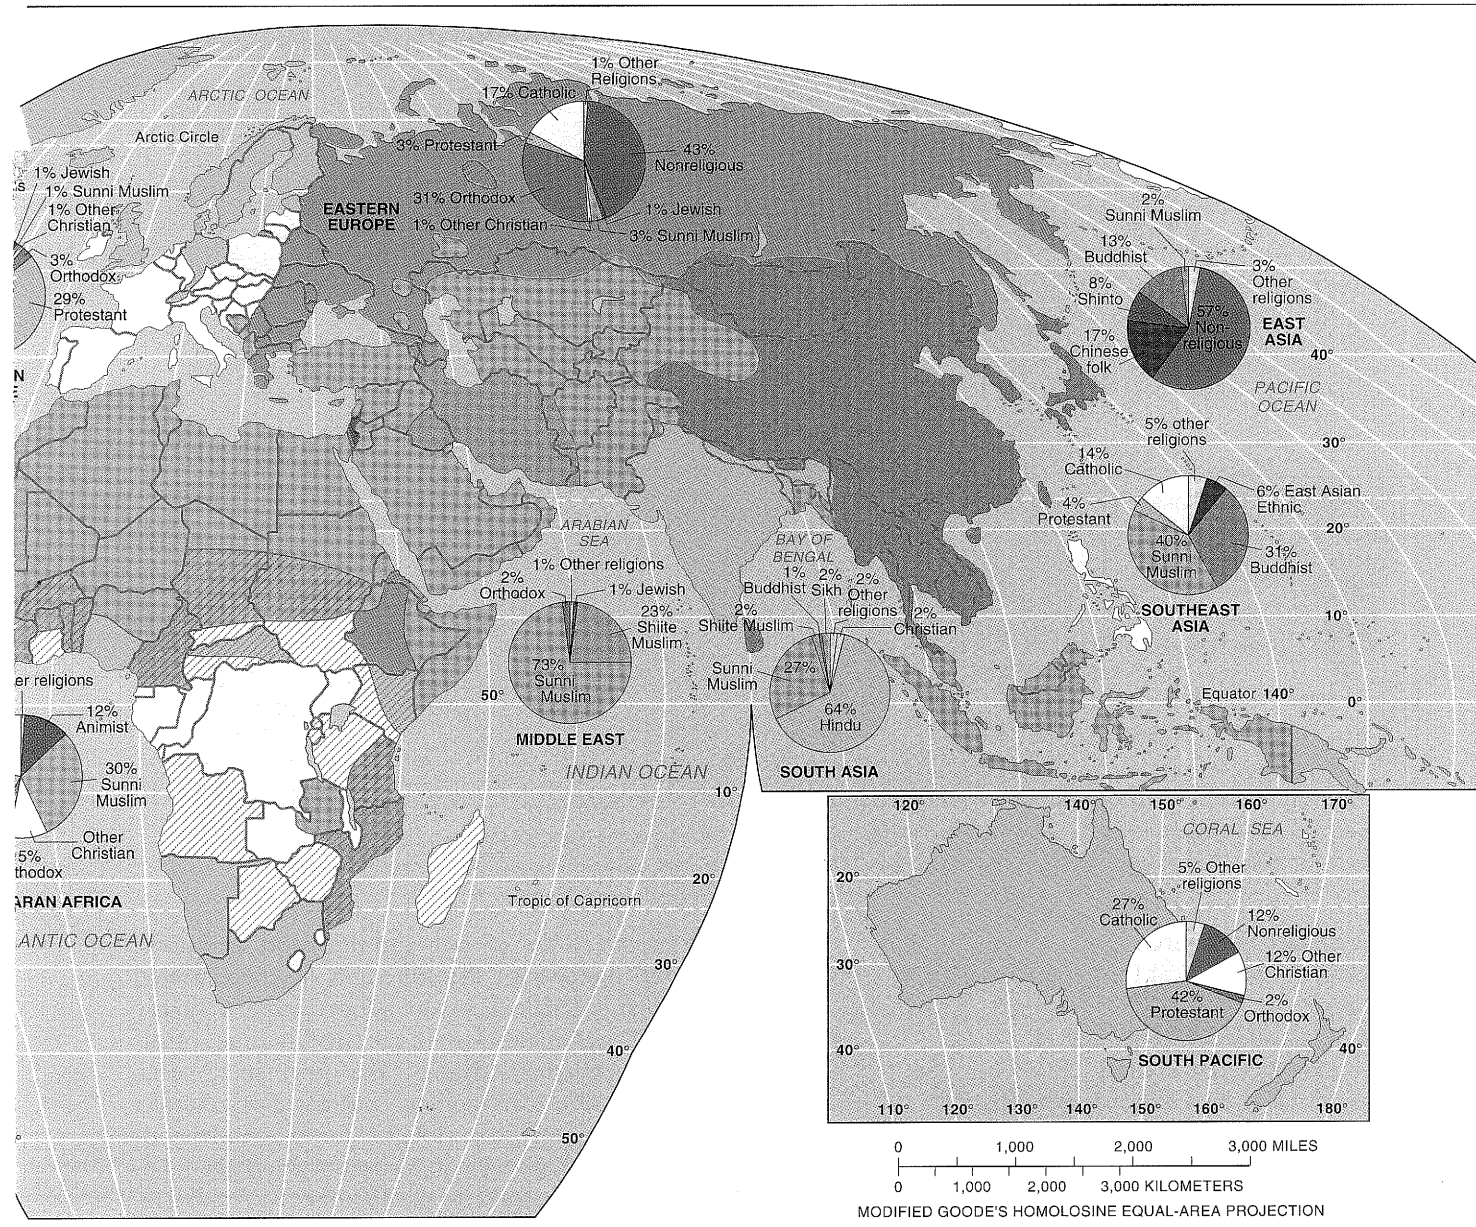 1% Other
Religions
ARCTIC OCEAN
17% Catholic
Arctic Circle
3% Protestant
43%
Nonreligious
1% Jewish
1% Sunni Muslim
1% Other
Christian
31% Orthodox
EASTERN
EUROPE
1% Jewish
1% Other Christian
3% Sunni Muslim
2%
Sunni Muslim
13%
Buddhist
3%
Other
religions
8%
Shinto
57%
Non-
religious
EAST
ASIA
17%
Chinese
folk
40°
3%
Orthodox
29%
Protestant
N
PACIFIC
OCEAN
5% other
religions
30°
14%
Catholic
6% East Asian
Ethnic
4%
Protestant
20°
40%
Sunni
Muslim
31%
Buddhist
SOUTHEAST
ASIA
10°
ARABIAN
SEA
BAY OF
BENGAL
1% Other religions
2%
Orthodox
1% Jewish
23%
Shiite
Muslim
73%
Sunni
Muslim
MIDDLE EAST
1%
Buddhist
2%
Sikh
2%
Other
religions
2%
Christian
2%
Shiite Muslim
Sunni
Muslim
27%
64%
Hindu
SOUTH ASIA
50°
Equator 140°
0°
er religions
12%
Animist
30%
Sunni
Muslim
Other
Christian
5%
thodox
ARAN AFRICA
ANTIC OCEAN
INDIAN OCEAN
10°
20°
Tropic of Capricorn
30°
40°
50°
120°
140°
150°
160°
170°
CORAL SEA
20°
5% Other
religions
27%
Catholic
12%
Nonreligious
30°
12% Other
Christian
42%
Protestant
2%
Orthodox
40°
SOUTH PACIFIC
40°
110°
120°
130°
140°
150°
160°
180°
0
1,000
2,000
3,000 MILES
0
1,000
2,000
3,000 KILOMETERS
MODIFIED GOODE'S HOMOLOSINE EQUAL-AREA PROJECTION